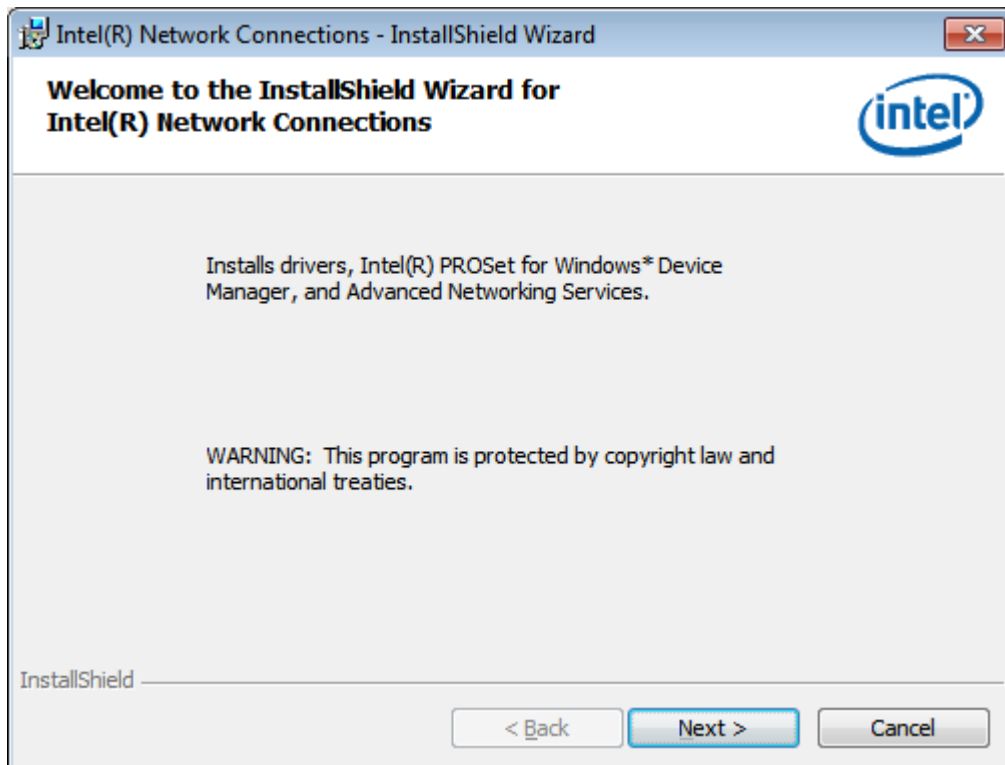 Intel(R) Network Connections - InstallShield Wizard
Welcome to the InstallShield Wizard for
Intel(R) Network Connections
intel
Installs drivers, Intel(R) PROSet for Windows* Device
Manager, and Advanced Networking Services.
WARNING:  This program is protected by copyright law and
international treaties.
InstallShield
< Back
Next >
Cancel